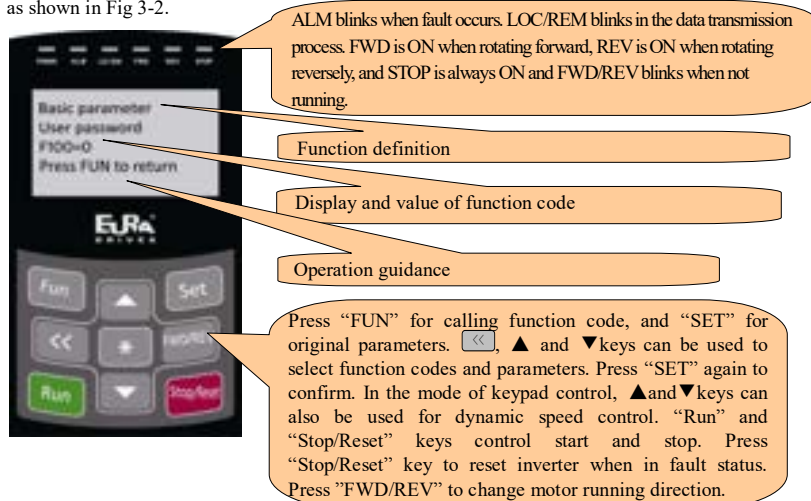 as shown in Fig 3-2.
ALM blinks when fault occurs. LOC/REM blinks in the data transmission
process. FWD is ON when rotating forward, REV is ON when rotating
reversely, and STOP is always ON and FWD/REV blinks when not
running.
Basic parameter
User password
F100=0
Press FUN to return
Function definition
Display and value of function code
Operation guidance
EURA
DRIVES
Fun
▲
Set
<<
FWD/REV
Run
▼
Stop/Reset
Press “FUN” for calling function code, and “SET” for
original parameters. <<, ▲ and ▼keys can be used to
select function codes and parameters. Press “SET” again to
confirm. In the mode of keypad control, ▲and▼keys can
also be used for dynamic speed control. “Run” and
“Stop/Reset” keys control start and stop. Press
“Stop/Reset” key to reset inverter when in fault status.
Press ”FWD/REV” to change motor running direction.